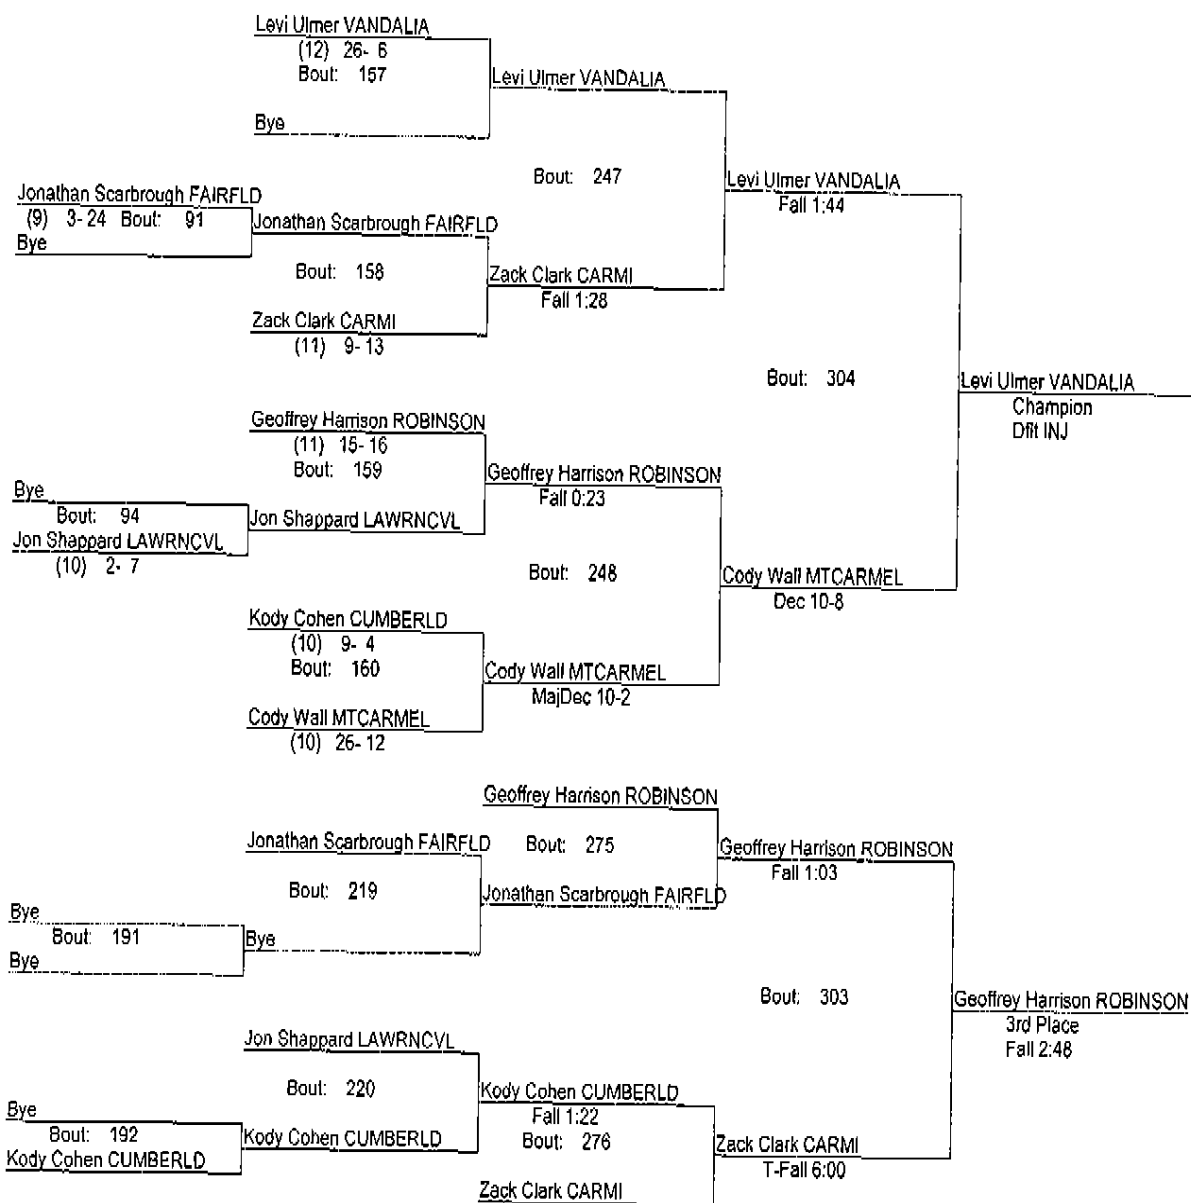 Levi Ulmer VANDALIA
(12) 26- 6
Bout: 157
Levi Ulmer VANDALIA
Bye
Bout: 247
Levi Ulmer VANDALIA
Fall 1:44
Jonathan Scarbrough FAIRFLD
(9) 3- 24 Bout: 91
Bye
Jonathan Scarbrough FAIRFLD
Bout: 158
Zack Clark CARMI
Fall 1:28
Zack Clark CARMI
(11) 9- 13
Bout: 304
Levi Ulmer VANDALIA
Champion
Dflt INJ
Geoffrey Harrison ROBINSON
(11) 15- 16
Bout: 159
Geoffrey Harrison ROBINSON
Fall 0:23
Bye
Bout: 94
Jon Shappard LAWRNCVL
(10) 2- 7
Jon Shappard LAWRNCVL
Bout: 248
Cody Wall MTCARMEL
Dec 10-8
Kody Cohen CUMBERLD
(10) 9- 4
Bout: 160
Cody Wall MTCARMEL
MajDec 10-2
Cody Wall MTCARMEL
(10) 26- 12
Geoffrey Harrison ROBINSON
Jonathan Scarbrough FAIRFLD
Bout: 275
Geoffrey Harrison ROBINSON
Fall 1:03
Bout: 219
Jonathan Scarbrough FAIRFLD
Bye
Bout: 191
Bye
Bye
Bout: 303
Geoffrey Harrison ROBINSON
3rd Place
Fall 2:48
Jon Shappard LAWRNCVL
Bout: 220
Kody Cohen CUMBERLD
Fall 1:22
Bye
Bout: 192
Kody Cohen CUMBERLD
Kody Cohen CUMBERLD
Bout: 276
Zack Clark CARMI
T-Fall 6:00
Zack Clark CARMI